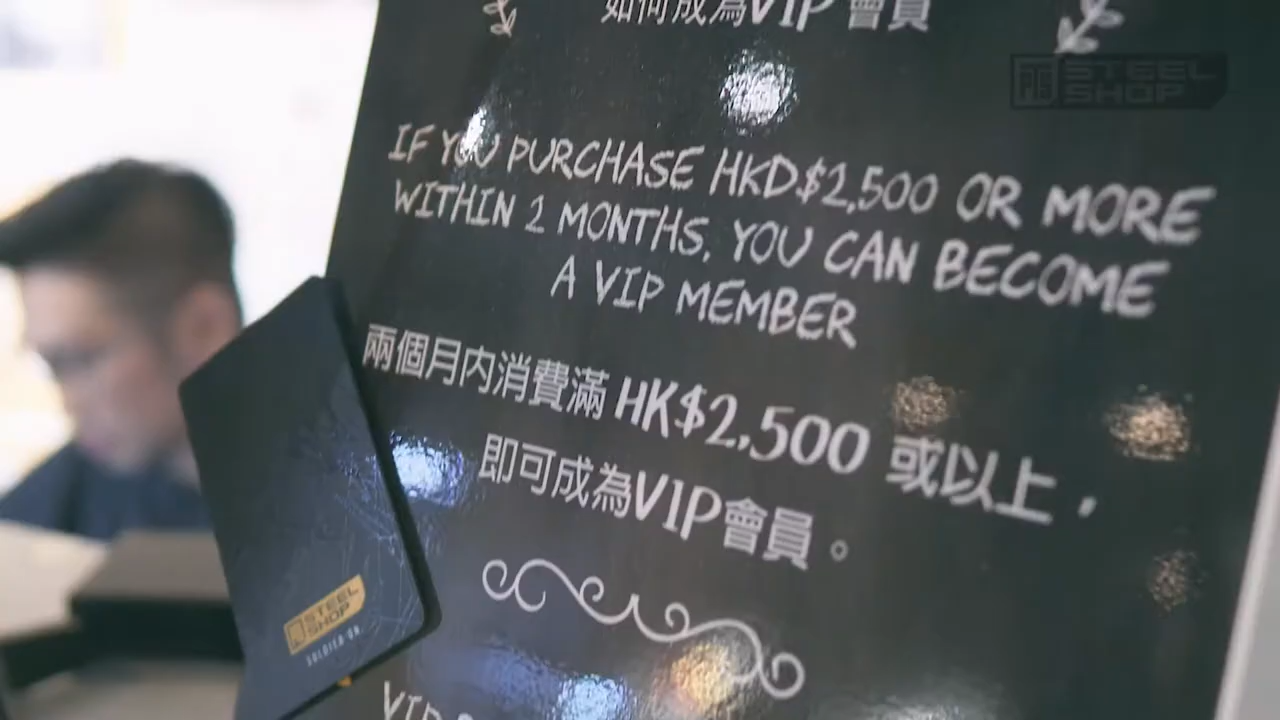 如何成為VIP會員
STEEL
SHOP
IF YOU PURCHASE HKD$2,500 OR MORE
WITHIN 2 MONTHS, YOU CAN BECOME
A VIP MEMBER
兩個月內消費滿 HK$2,500 或以上，
即可成為VIP會員。
STEEL
SHOP
SOLDIER ON
VIP